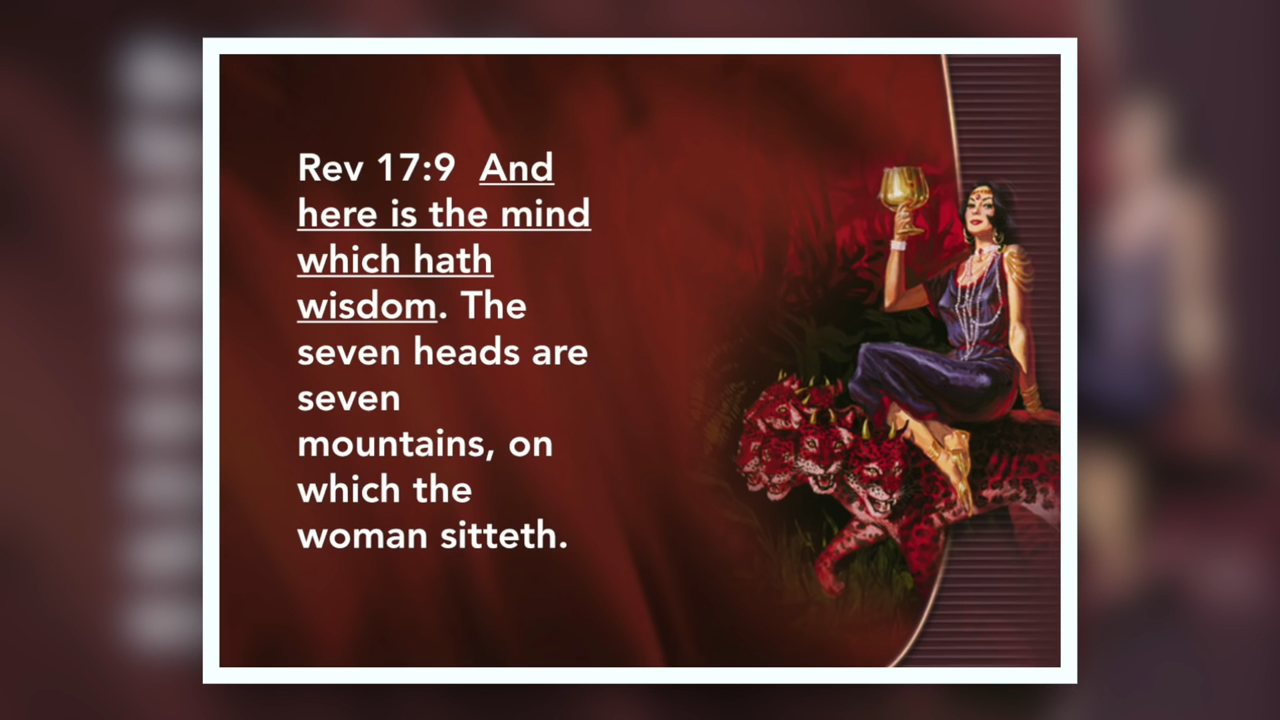 Rev 17:9 And
here is the mind
which hath
wisdom. The
seven heads are
seven
mountains, on
which the
woman sitteth.